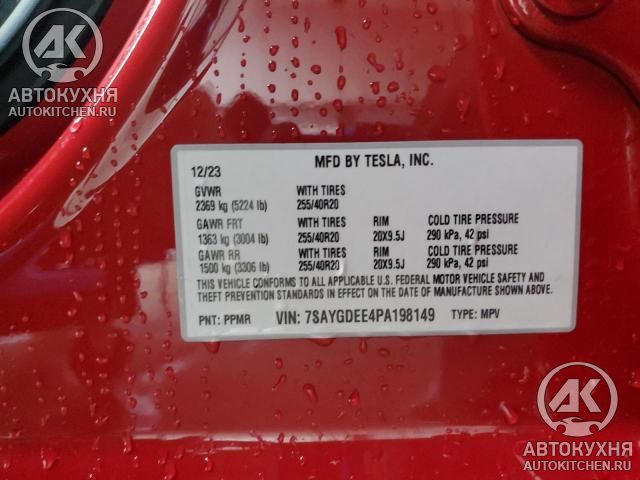 АК
АВТОКУХНЯ
AUTOKITCHEN.RU
12/23 MFD BY TESLA, INC.
GVWR WITH TIRES
2369 kg (5224 lb) 255/40R20
GAWR FRT WITH TIRES RIM COLD TIRE PRESSURE
1363 kg (3004 lb) 255/40R20 20X9.5J 290 kPa, 42 psi
GAWR RR WITH TIRES RIM COLD TIRE PRESSURE
1500 kg (3306 lb) 255/40R20 20X9.5J 290 kPa, 42 psi
THIS VEHICLE CONFORMS TO ALL APPLICABLE U.S. FEDERAL MOTOR VEHICLE SAFETY AND
THEFT PREVENTION STANDARDS IN EFFECT ON THE DATE OF MANUFACTURE SHOWN ABOVE.
PNT: PPMR VIN: 7SAYGDEE4PA198149 TYPE: MPV
АК
АВТОКУХНЯ
AUTOKITCHEN.RU